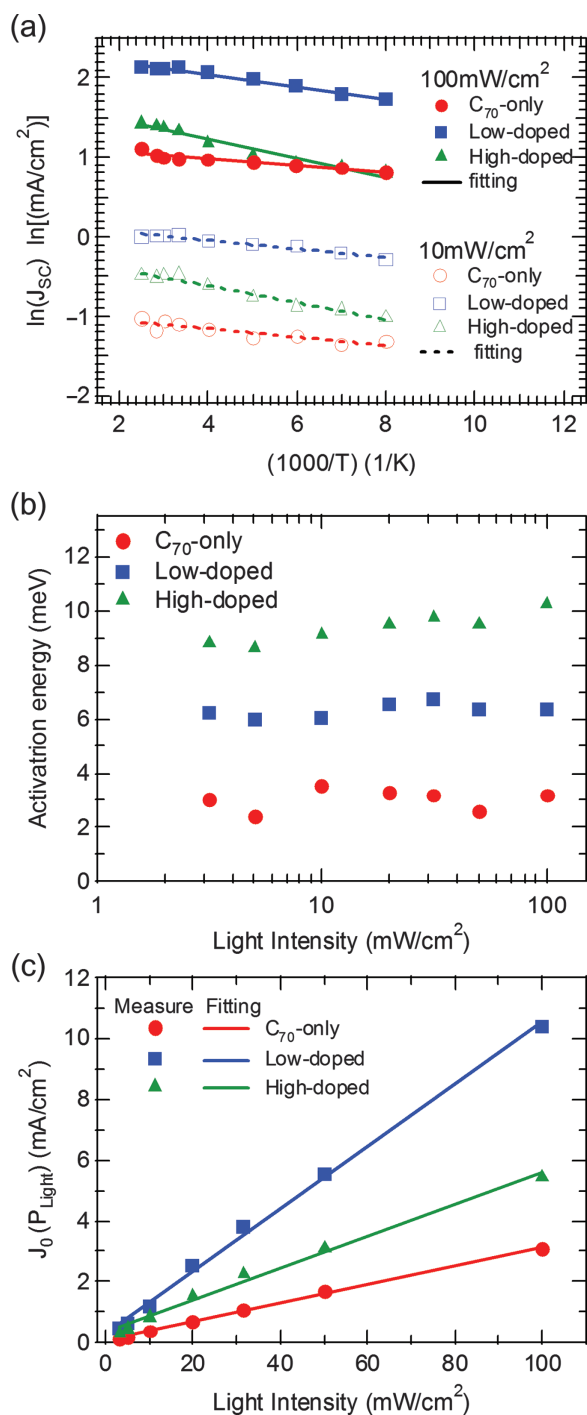 (a)
2
1
0
−1
−2
ln(J_SC) ln[(mA/cm²)]
100mW/cm²
C₇₀-only
Low-doped
High-doped
fitting
10mW/cm²
C₇₀-only
Low-doped
High-doped
fitting
2 4 6 8 10 12
(1000/T) (1/K)
(b)
12
10
8
6
4
2
0
Activatrion energy (meV)
C₇₀-only
Low-doped
High-doped
1 10 100
Light Intensity (mW/cm²)
(c)
12
10
8
6
4
2
0
J₀ (P_Light) (mA/cm²)
Measure Fitting
C₇₀-only
Low-doped
High-doped
0 20 40 60 80 100
Light Intensity (mW/cm²)